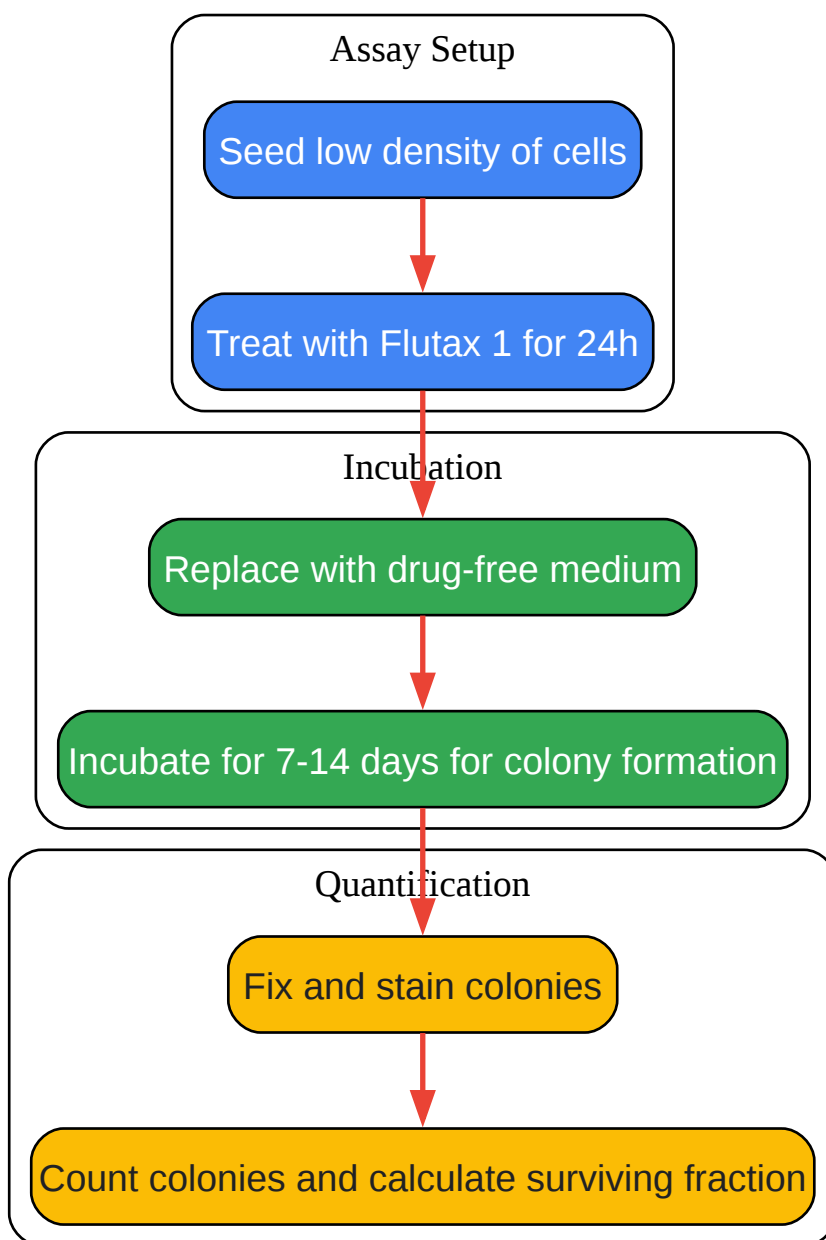 Assay Setup
Seed low density of cells
Treat with Flutax 1 for 24h
Incubation
Replace with drug-free medium
Incubate for 7-14 days for colony formation
Quantification
Fix and stain colonies
Count colonies and calculate surviving fraction